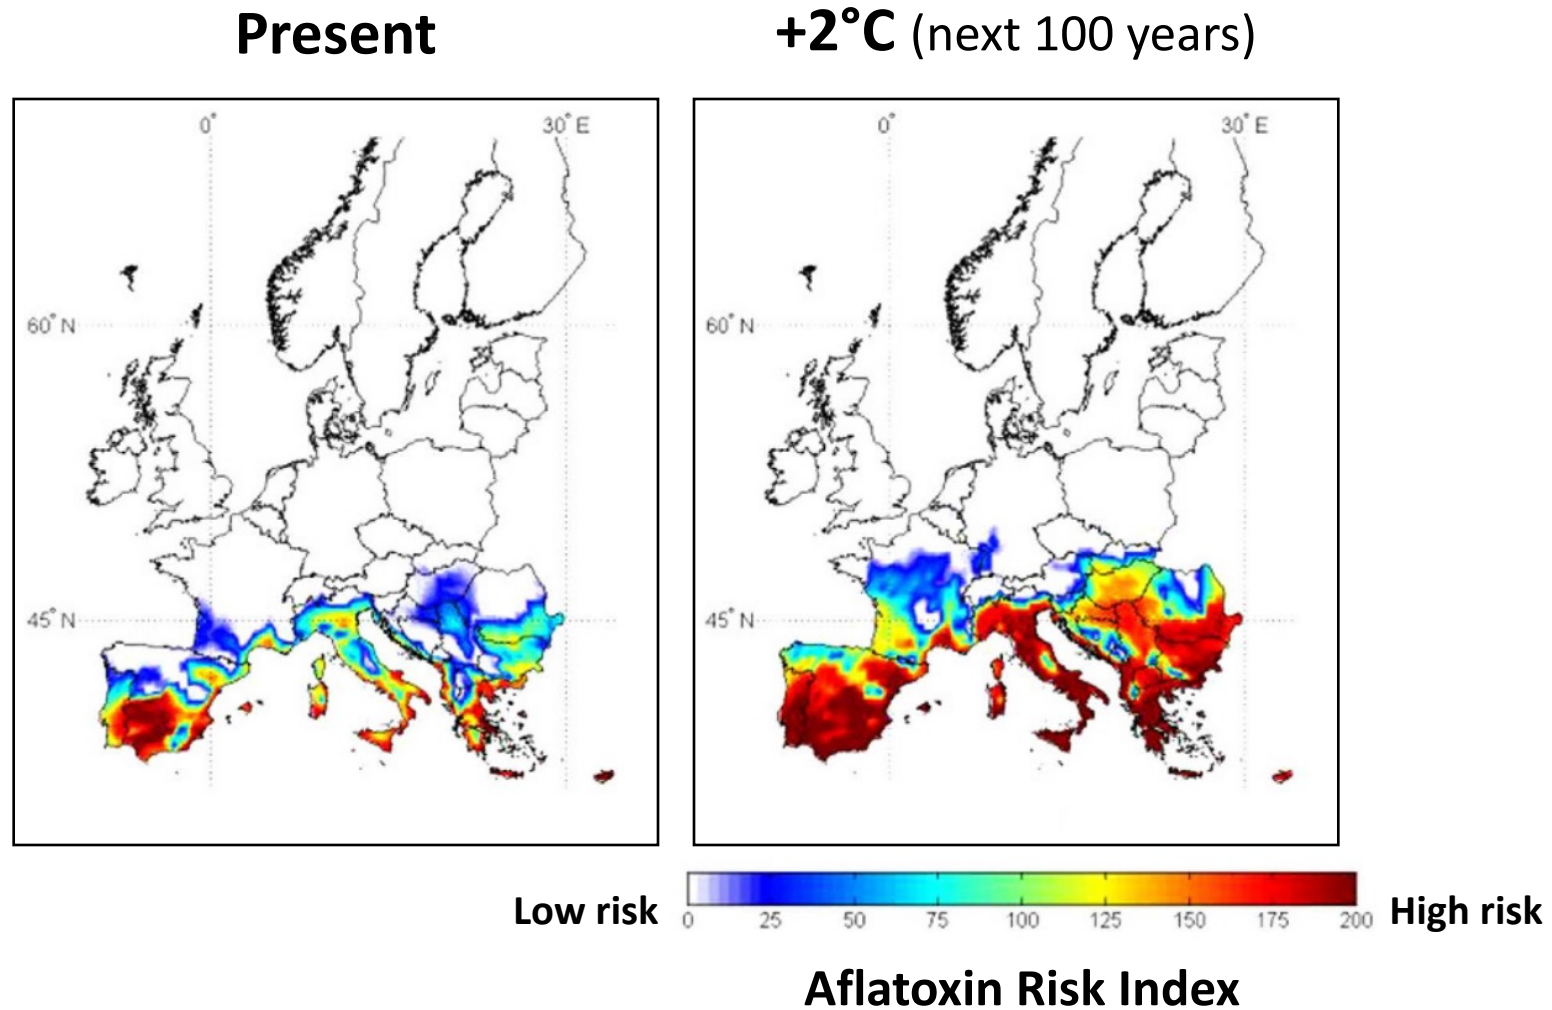 Present
+2°C (next 100 years)
0° 30° E
0° 30° E
60° N
60° N
45° N
45° N
Low risk
0 25 50 75 100 125 150 175 200
High risk
Aflatoxin Risk Index